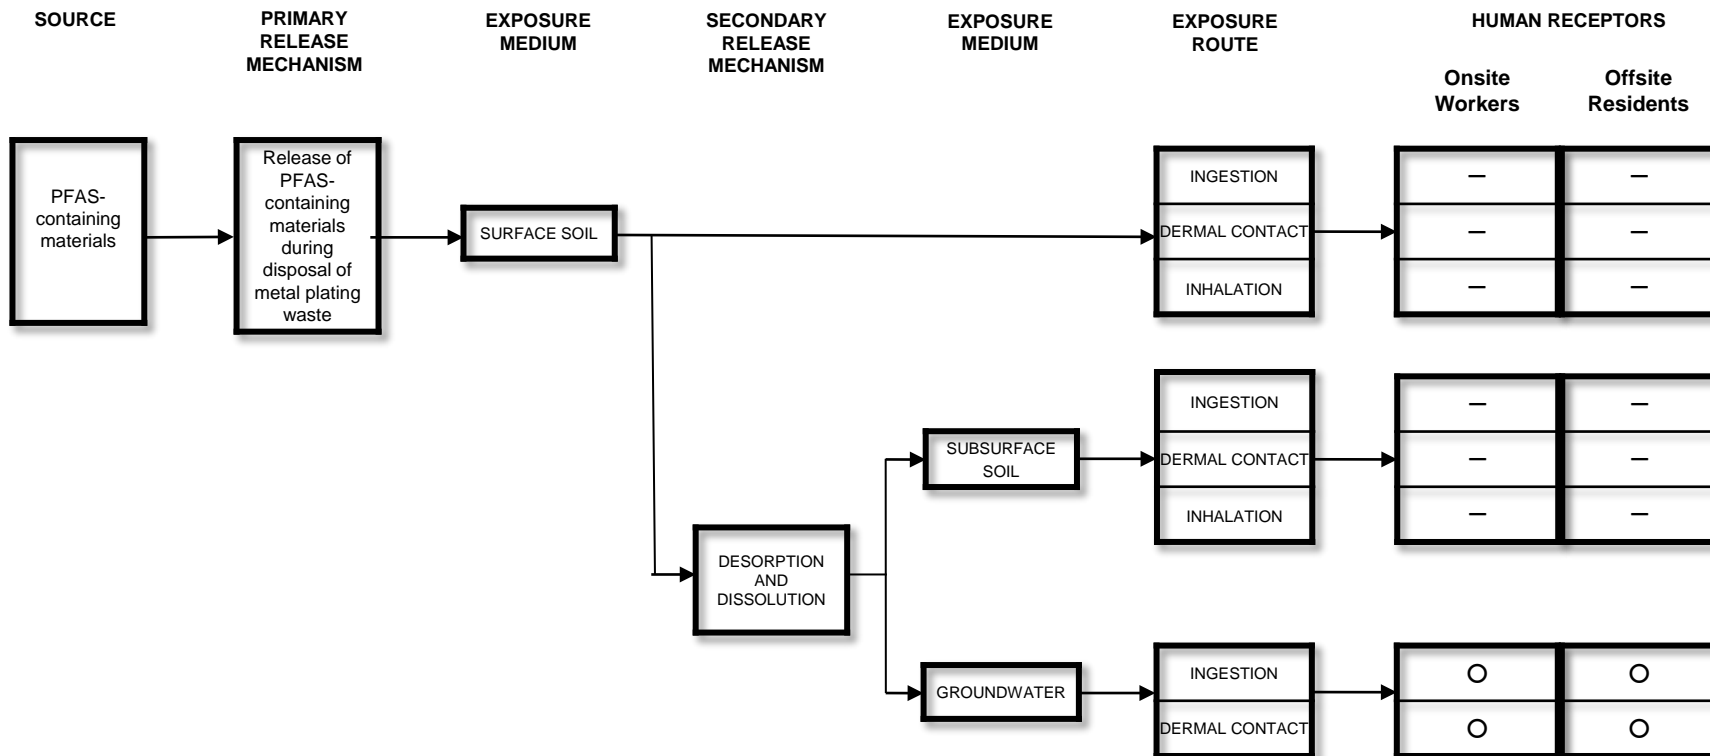 SOURCE
PRIMARY
RELEASE
MECHANISM
EXPOSURE
MEDIUM
SECONDARY
RELEASE
MECHANISM
EXPOSURE
MEDIUM
EXPOSURE
ROUTE
HUMAN RECEPTORS
Onsite
Workers
Offsite
Residents
PFAS-
containing
materials
Release of
PFAS-
containing
materials
during
disposal of
metal plating
waste
SURFACE SOIL
INGESTION
– –
DERMAL CONTACT
– –
INHALATION
– –
SUBSURFACE
SOIL
INGESTION
– –
DERMAL CONTACT
– –
INHALATION
– –
DESORPTION
AND
DISSOLUTION
GROUNDWATER
INGESTION
O O
DERMAL CONTACT
O O